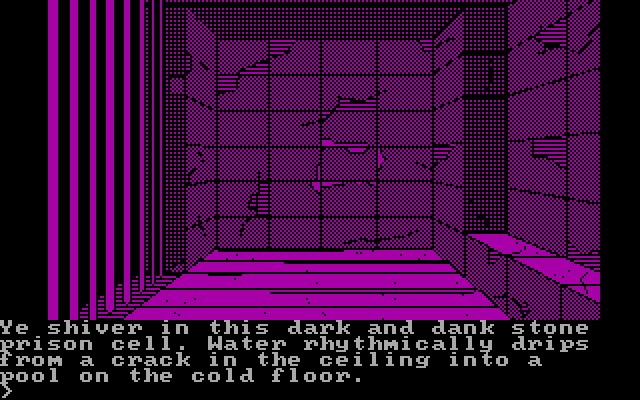 Ye shiver in this dark and dank stone
prison cell. Water rhythmically drips
from a crack in the ceiling into a
pool on the cold floor.
>